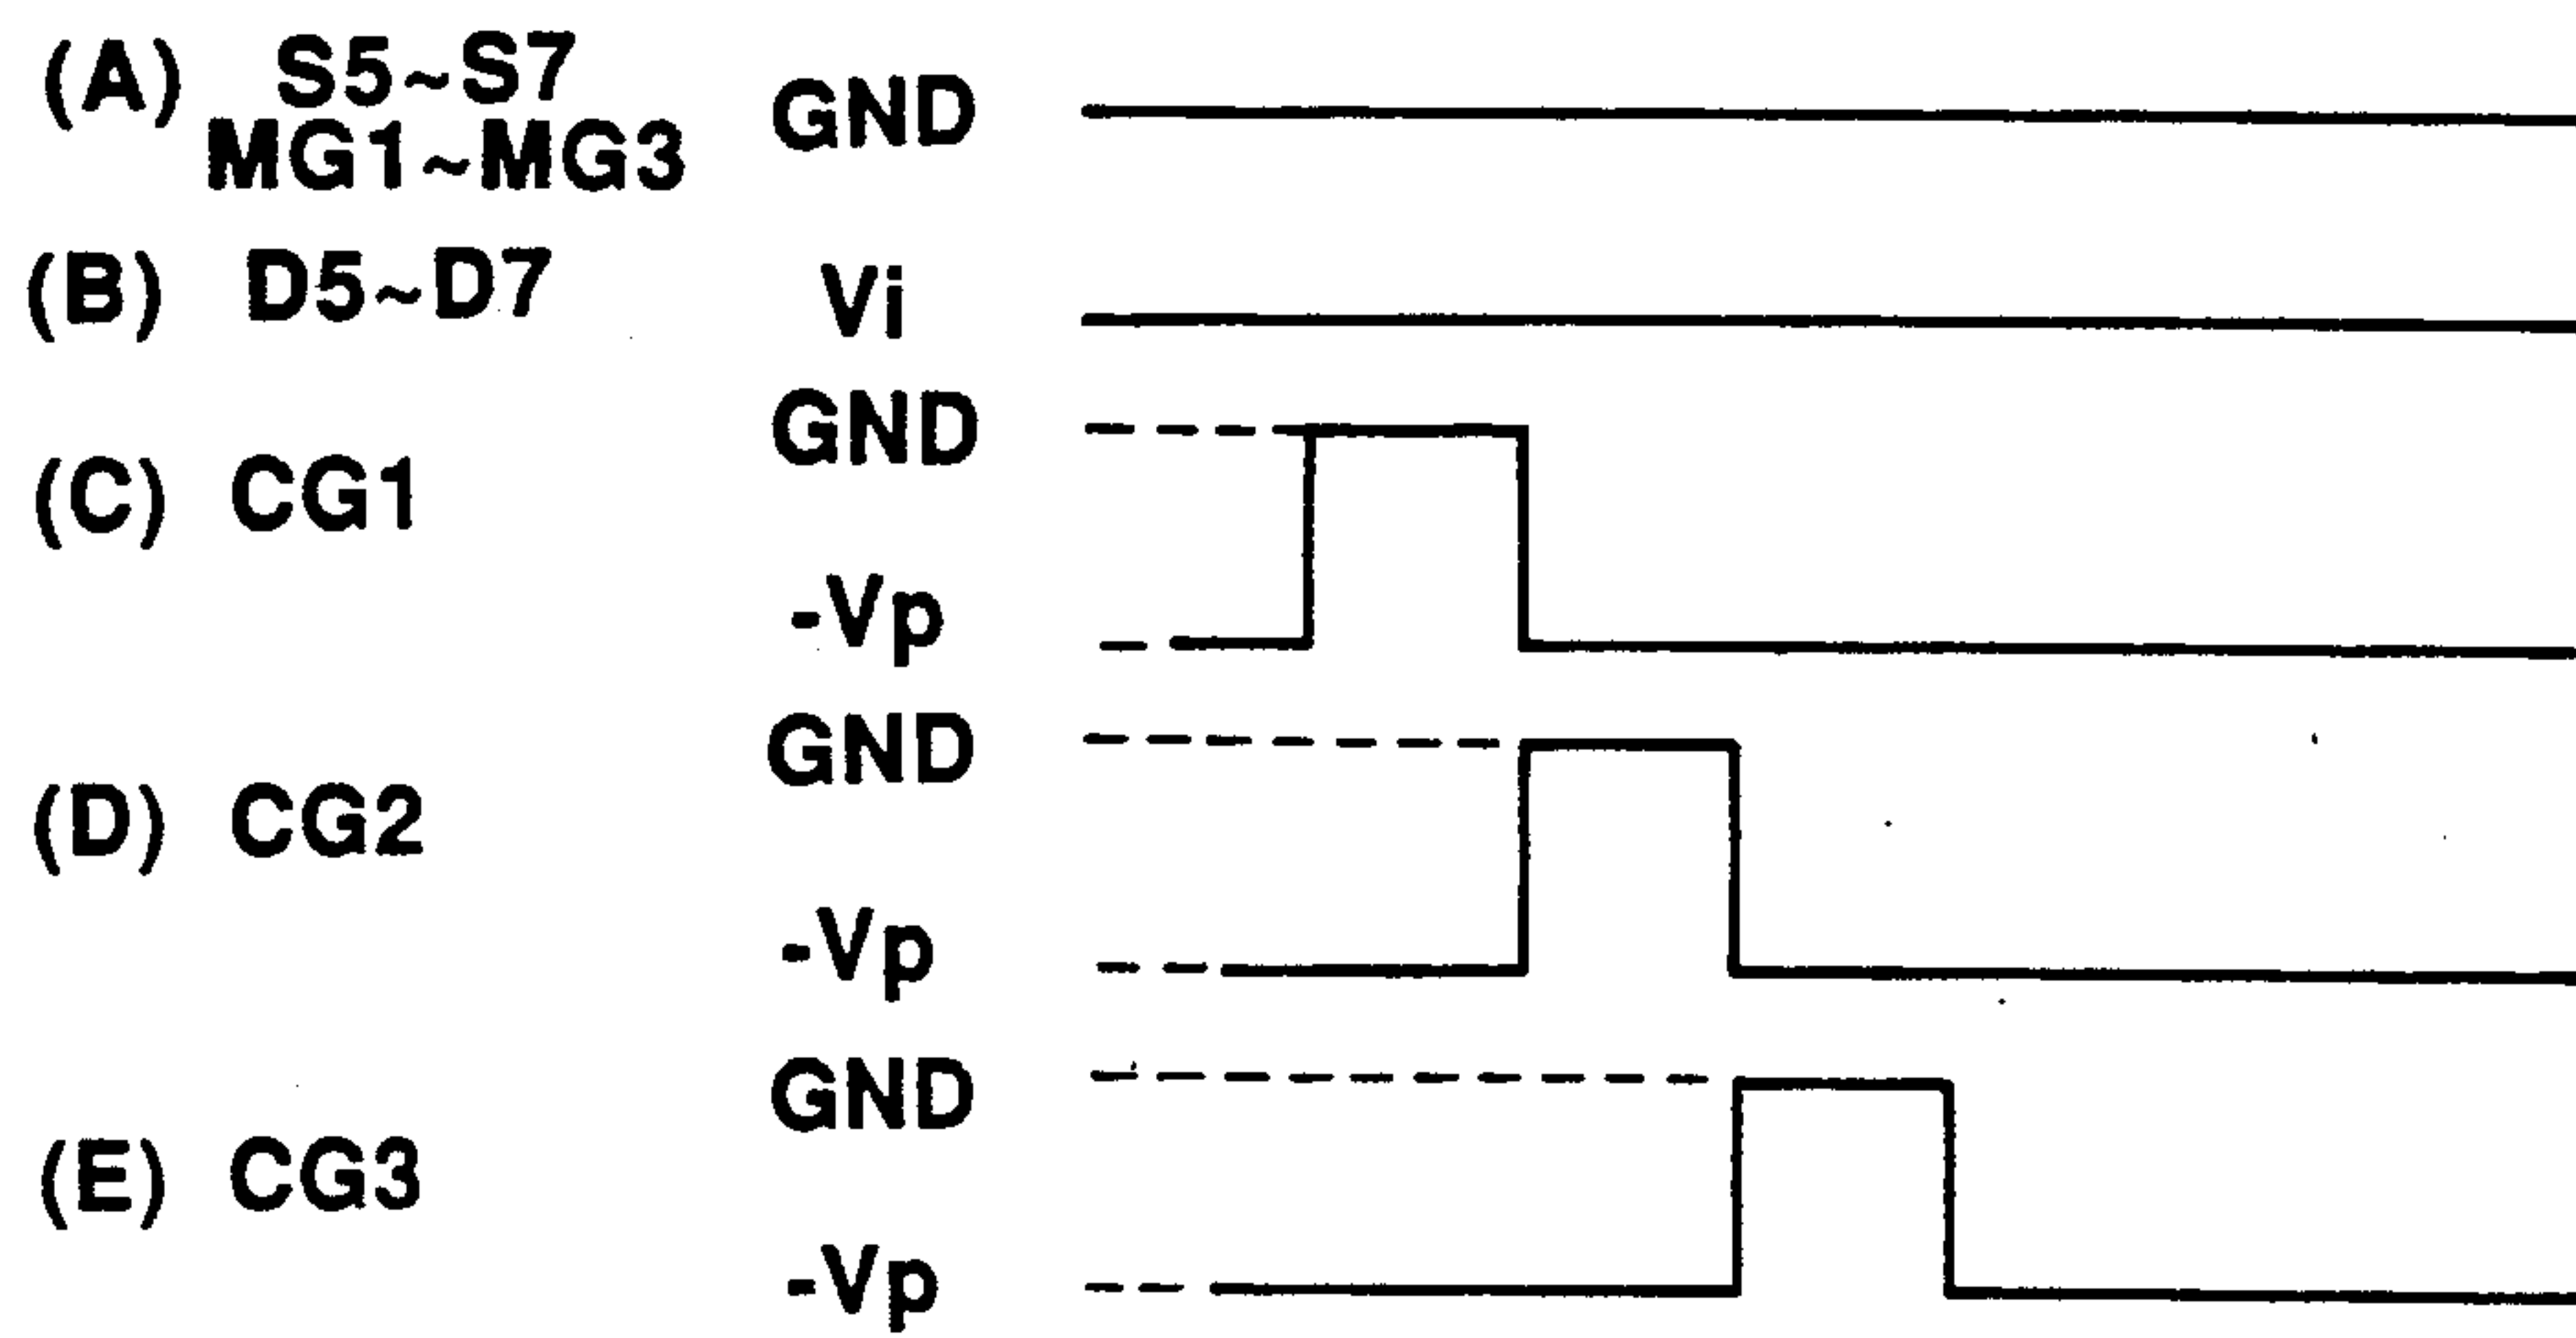 (A) S5~S7 GND
MG1~MG3
(B) D5~D7 Vi
GND
(C) CG1
-Vp
GND
(D) CG2
-Vp
GND
(E) CG3
-Vp